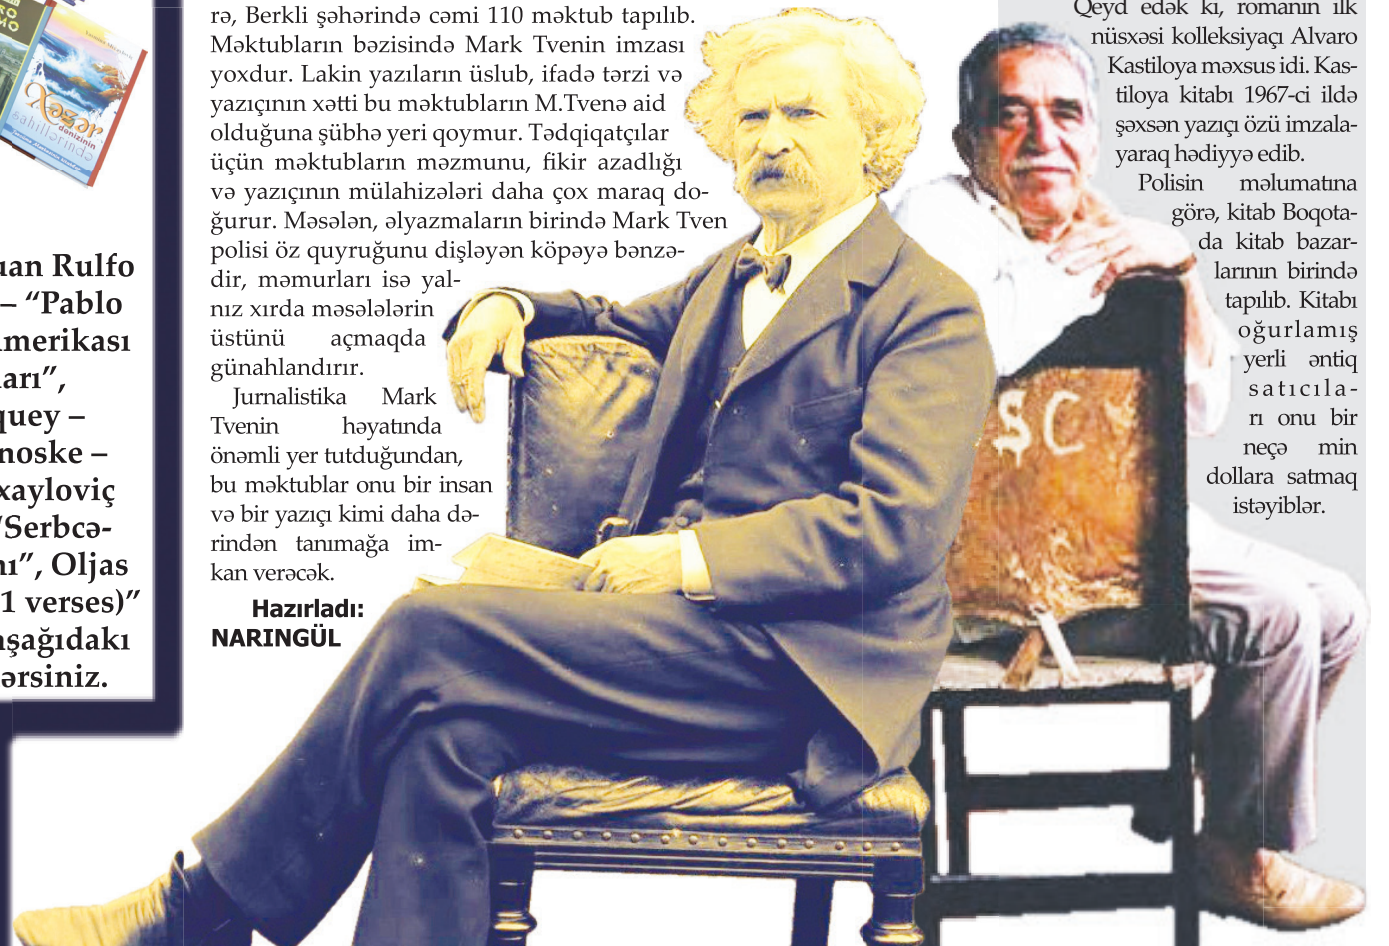 Xəzər
dənizinin
sahillərində
uan Rulfo
– “Pablo
merikası
ları”,
quey –
noske –
xayloviç
“Serbcə-
nı”, Oljas
1 verses)”
aşağıdakı
ərsiniz.
rə, Berkli şəhərində cəmi 110 məktub tapılıb.
Məktubların bəzisində Mark Tvenin imzası
yoxdur. Lakin yazıların üslub, ifadə tərzi və
yazıçının xətti bu məktubların M.Tvenə aid
olduğuna şübhə yeri qoymur. Tədqiqatçılar
üçün məktubların məzmunu, fikir azadlığı
və yazıçının mülahizələri daha çox maraq do-
ğurur. Məsələn, əlyazmaların birində Mark Tven
polisi öz quyruğunu dişləyən köpəyə bənzə-
dir, məmurları isə yal-
nız xırda məsələlərin
üstünü açmaqda
günahlandırır.
Jurnalistika Mark
Tvenin həyatında
önəmli yer tutduğundan,
bu məktublar onu bir insan
və bir yazıçı kimi daha də-
rindən tanımağa im-
kan verəcək.
Hazırladı:
NARINGÜL
Qeyd edək ki, romanın ilk
nüsxəsi kolleksiyaçı Alvaro
Kastiloya məxsus idi. Kas-
tiloya kitabı 1967-ci ildə
şəxsən yazıçı özü imzala-
yaraq hədiyyə edib.
Polisin məlumatına
görə, kitab Boqota-
da kitab bazar-
larının birində
tapılıb. Kitabı
oğurlamış
yerli əntiq
satıcıla-
rı onu bir
neçə min
dollara satmaq
istəyiblər.
SC